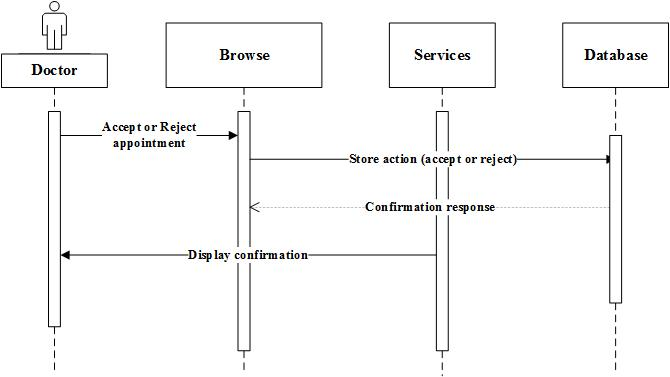 Doctor
Browse
Services
Database
Accept or Reject
appointment
Store action (accept or reject)
Confirmation response
Display confirmation